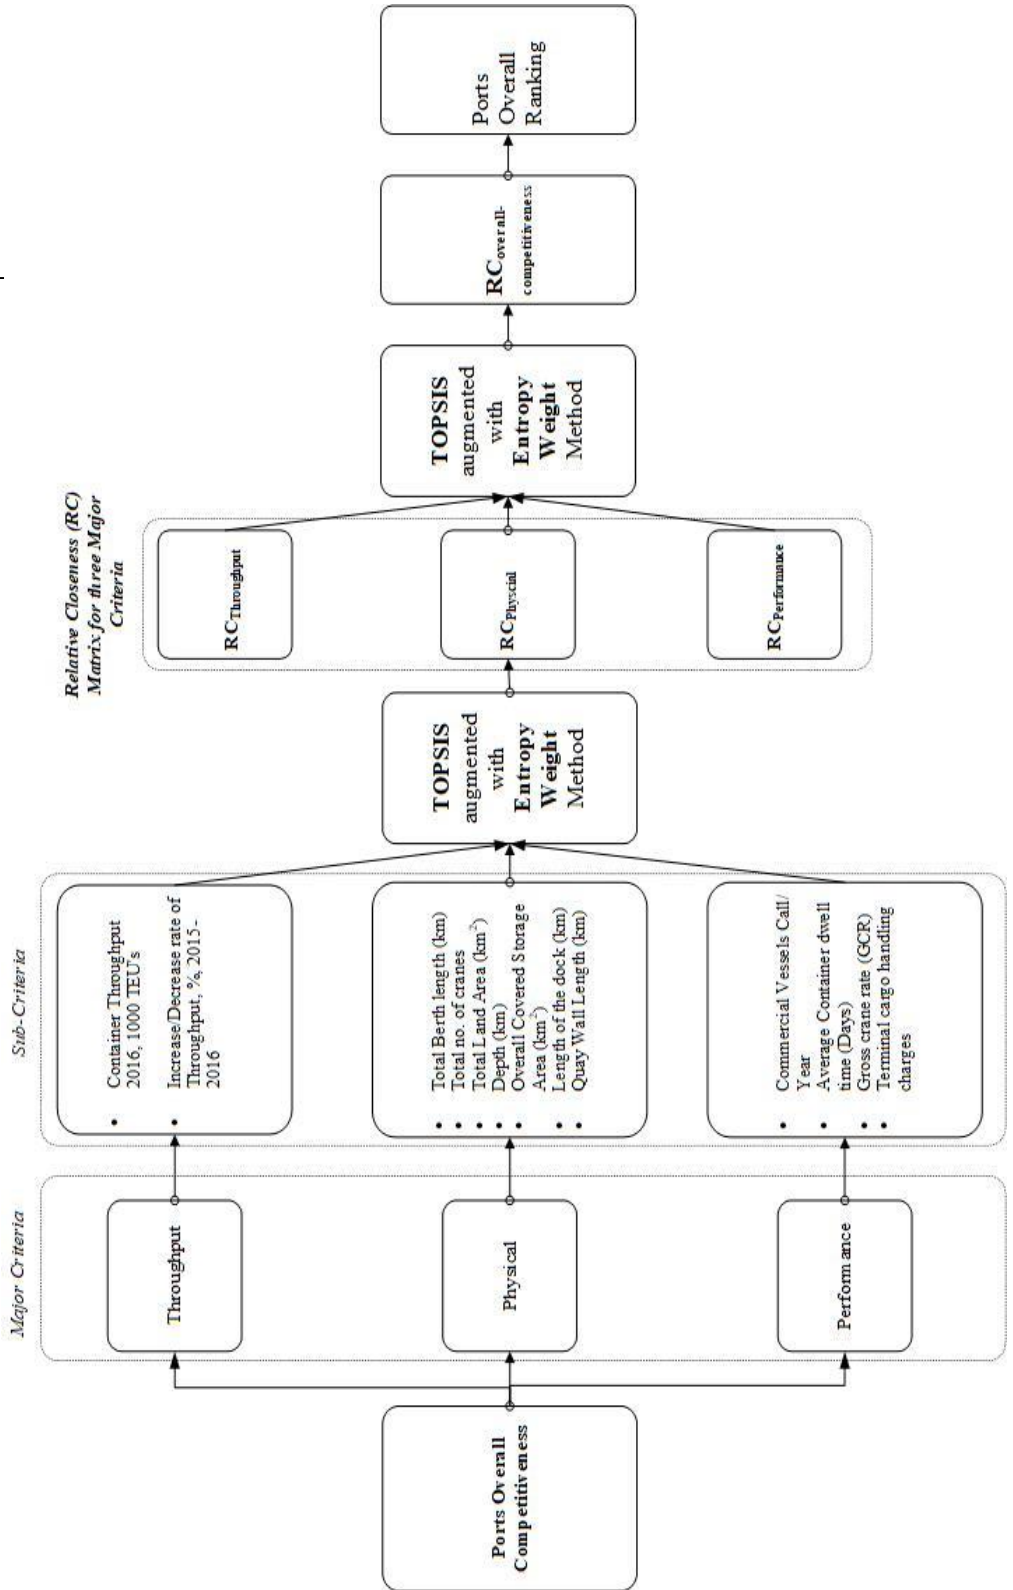 Ports Overall
Competitiveness
Major Criteria
Throughput
Physical
Performance
Sub-Criteria
• Container Throughput
2016, 1000 TEU's
• Increase/Decrease rate of
Throughput, %, 2015-
2016
• Total Berth length (km)
• Total no. of cranes
• Total Land Area (km²)
• Depth (km)
• Overall Covered Storage
Area (km²)
• Length of the dock (km)
• Quay Wall Length (km)
• Commercial Vessels Call/
Year
• Average Container dwell
time (Days)
• Gross crane rate (GCR)
• Terminal cargo handling
charges
TOPSIS
augmented
with
Entropy
Weight
Method
Relative Closeness (RC)
Matrix for three Major
Criteria
RCThroughput
RCPhyscial
RCPerformance
TOPSIS
augmented
with
Entropy
Weight
Method
RCoverall-
competitiveness
Ports
Overall
Ranking